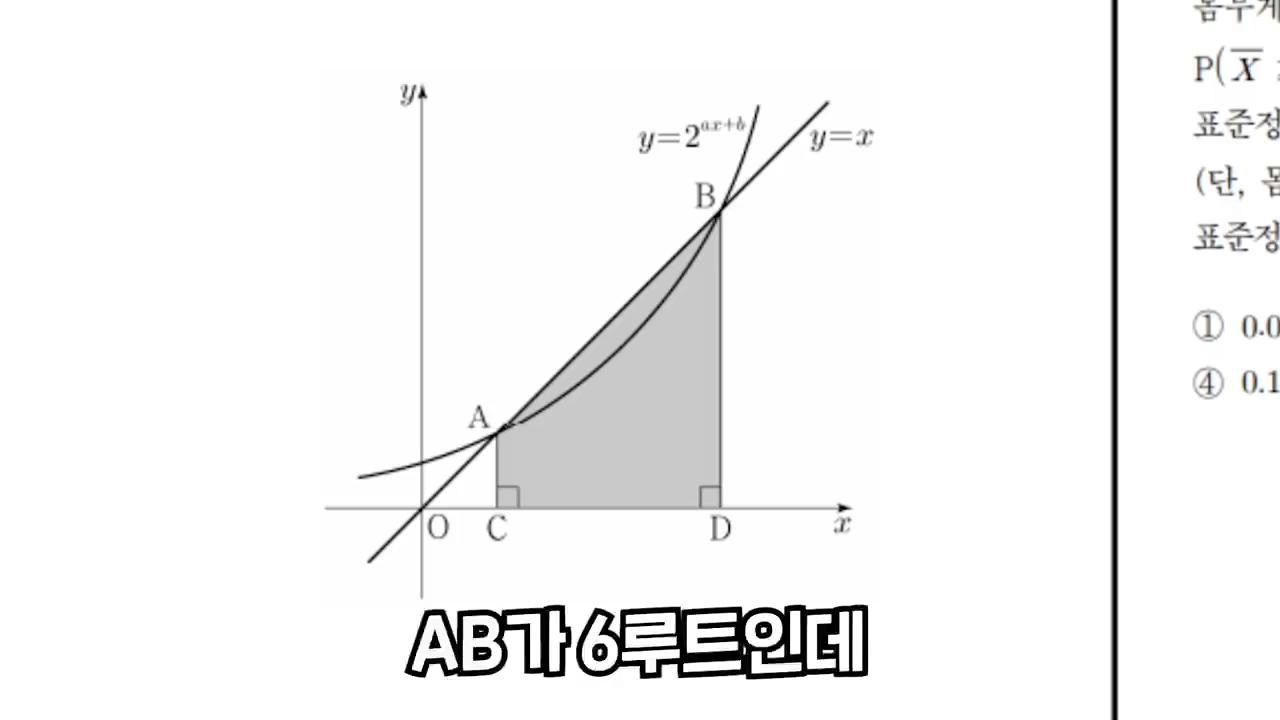 y
y=2^{ax+b}
y=x
B
A
O
C
D
x
AB가 6루트인데
P(X̄
표준정
(단,
표준정
① 0.0
④ 0.1